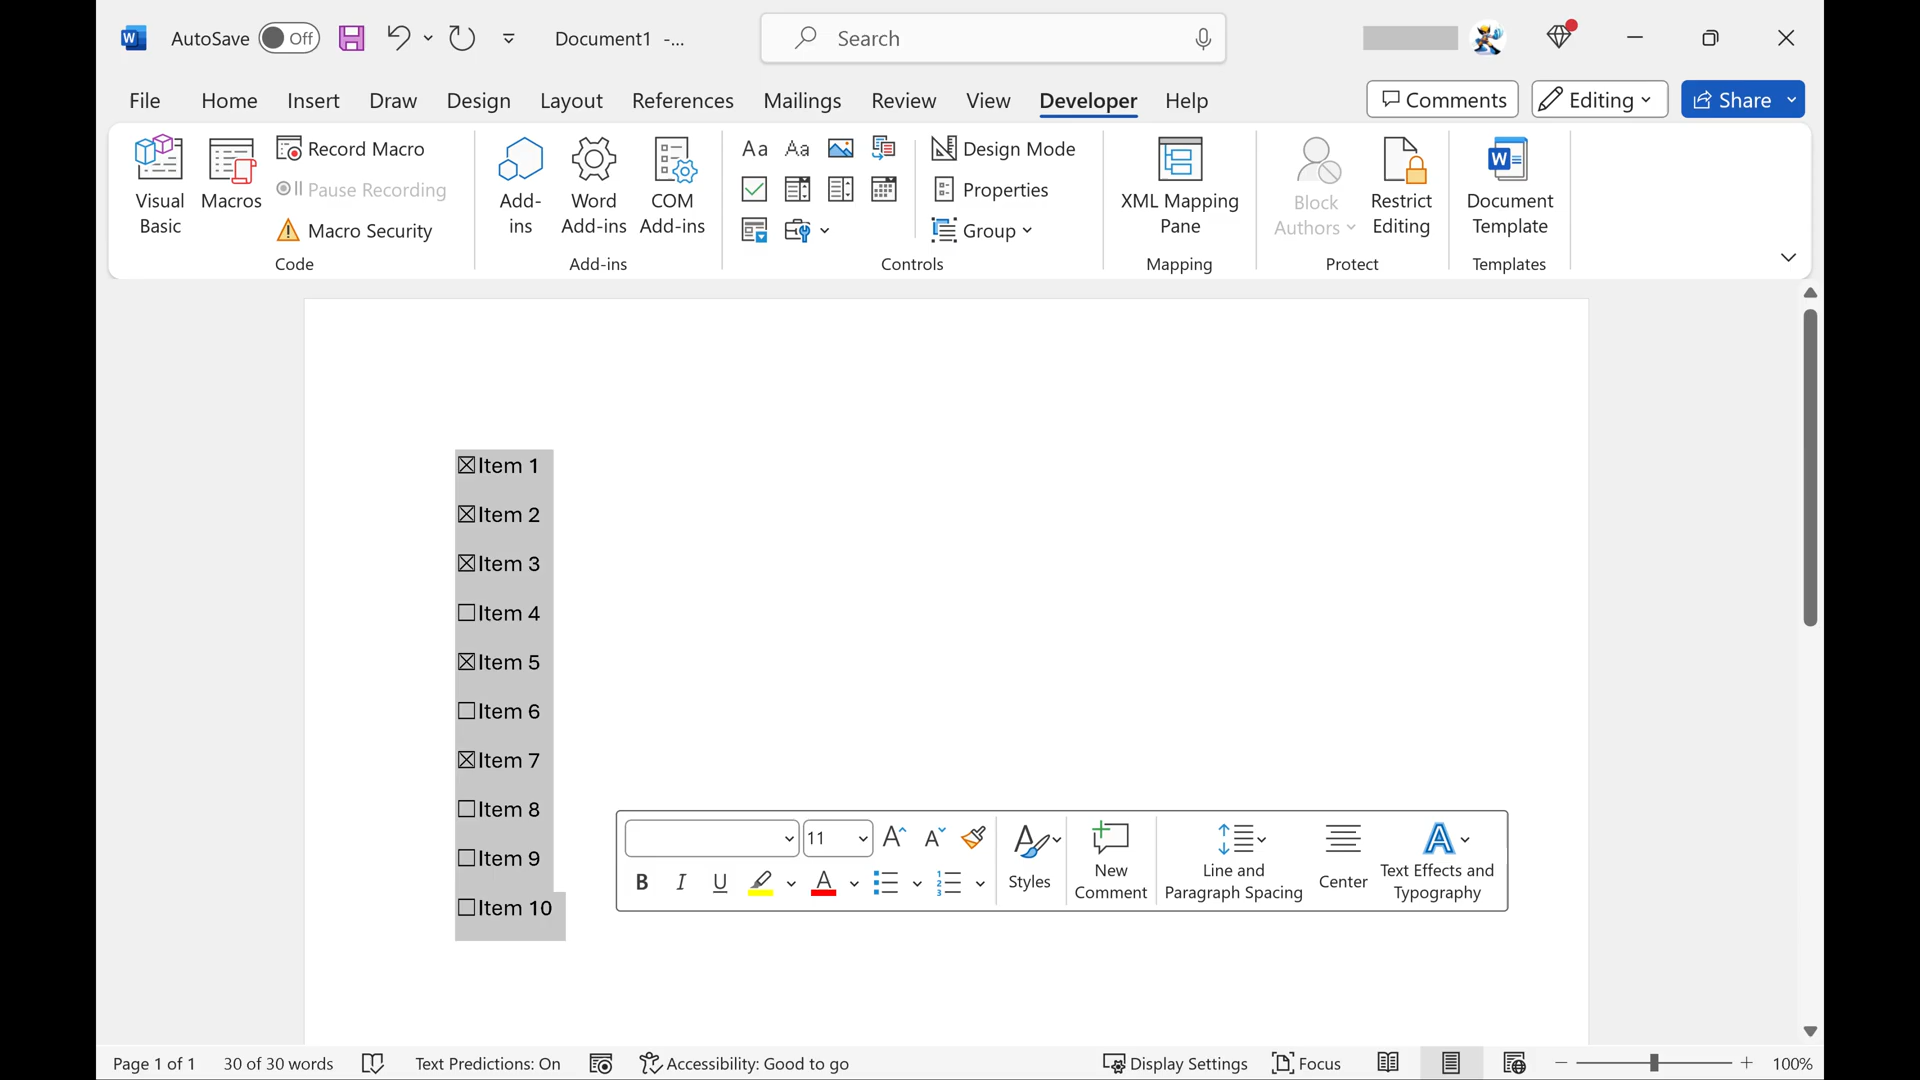 AutoSave Off Document1 -... Search
File Home Insert Draw Design Layout References Mailings Review View Developer Help Comments Editing Share
Visual Basic
Macros
Record Macro
Pause Recording
Macro Security
Code
Add-ins
Word Add-ins
COM Add-ins
Add-ins
Aa Aa
Design Mode
Properties
Group
Controls
XML Mapping Pane
Mapping
Block Authors
Restrict Editing
Protect
Document Template
Templates
☒Item 1
☒Item 2
☒Item 3
☐Item 4
☒Item 5
☐Item 6
☒Item 7
☐Item 8
☐Item 9
☐Item 10
11 A A
B I U A
Styles
New Comment
Line and Paragraph Spacing
Center
Text Effects and Typography
Page 1 of 1 30 of 30 words Text Predictions: On Accessibility: Good to go Display Settings Focus 100%